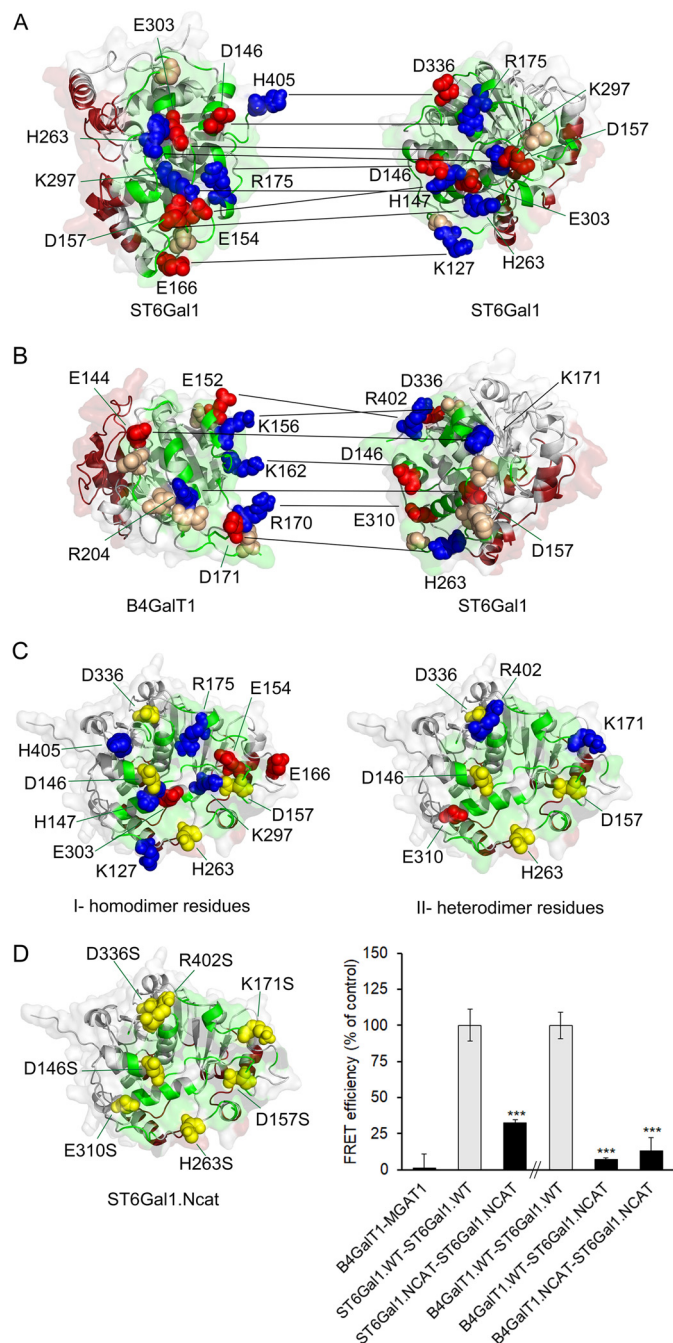 A
E303
D146
H405
H263
K297
R175
D157
E154
E166
ST6Gal1
D336
R175
K297
D157
D146
H147
E303
H263
K127
ST6Gal1
B
E144
E152
K156
K162
R204
R170
D171
B4GalT1
D336
K171
R402
D146
E310
D157
H263
ST6Gal1
C
D336
R175
E154
H405
E166
D146
H147
D157
E303
K297
K127
H263
I- homodimer residues
D336
R402
K171
D146
D157
E310
H263
II- heterodimer residues
D
D336S
R402S
K171S
D146S
D157S
E310S
H263S
ST6Gal1.Ncat
FRET efficiency (% of control)
150
125
100
75
50
25
0
***
***
***
//
B4GalT1-MGAT1
ST6Gal1.WT-ST6Gal1.WT
ST6Gal1.NCAT-ST6Gal1.NCAT
B4GalT1.WT-ST6Gal1.WT
B4GalT1.WT-ST6Gal1.NCAT
B4GalT1.NCAT-ST6Gal1.NCAT